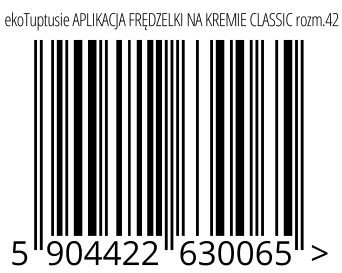 ekoTuptusie APLIKACJA FRĘDZELKI NA KREMIE CLASSIC rozm.42
5 904422 630065 >